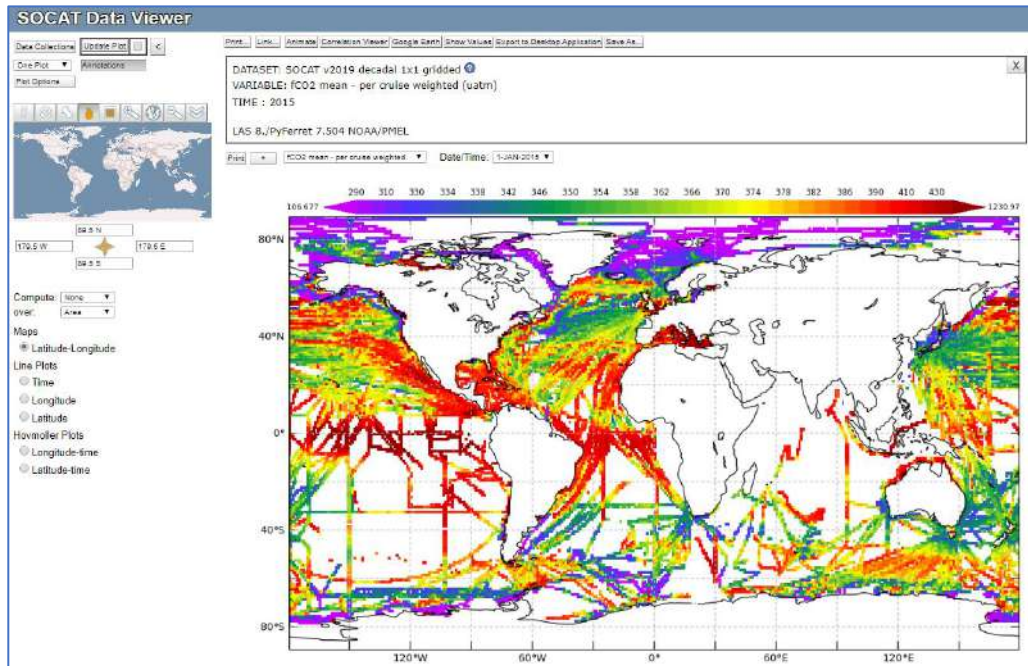 SOCAT Data Viewer
Data Collections Update Plot <
Print... Link... Animate Correlation Viewer Google Earth Show Values Export to Desktop Application Save As...
One Plot Annotations
Plot Options
DATASET: SOCAT v2019 decadal 1x1 gridded ?
X
VARIABLE: fCO2 mean - per cruise weighted (uatm)
TIME : 2015
LAS 8./PyFerret 7.504 NOAA/PMEL
Print + fCO2 mean - per cruise weighted Date/Time: 1-JAN-2015
290 310 330 334 338 342 346 350 354 358 362 366 370 374 378 382 386 390 410 430
106.677 1230.97
89.5 N
179.5 W 179.5 E
89.5 S
Compute: None
over: Area
Maps
Latitude-Longitude
Line Plots
Time
Longitude
Latitude
Hovmoller Plots
Longitude-time
Latitude-time
80°N
40°N
0°
40°S
80°S
120°W 60°W 0° 60°E 120°E